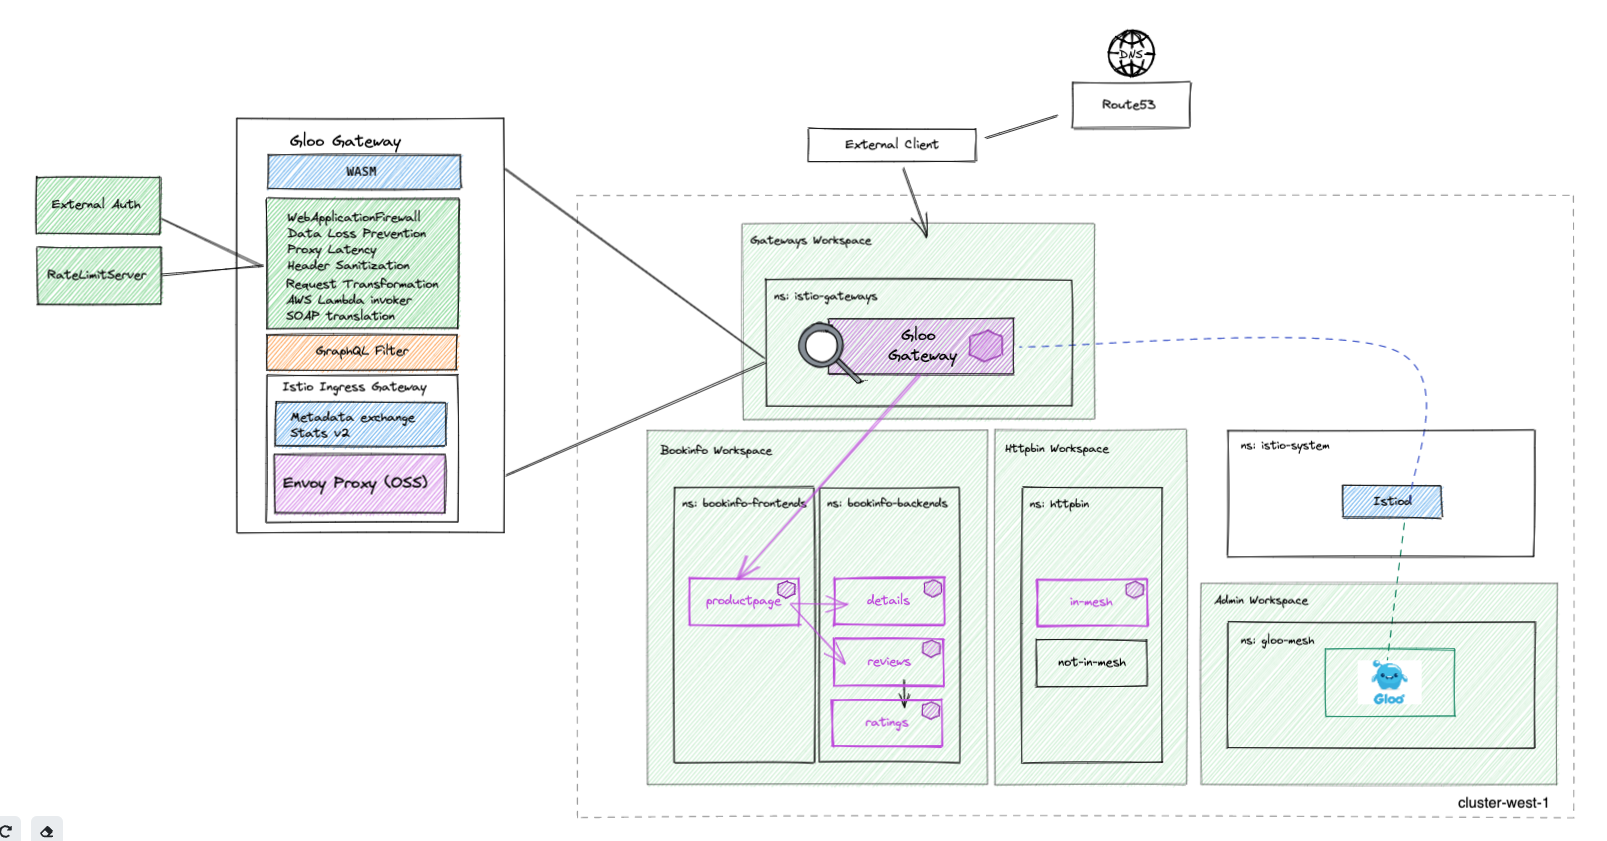 DNS
Route53
External Client
Gloo Gateway
WASM
External Auth
RateLimitServer
WebApplicationFirewall
Data Loss Prevention
Proxy Latency
Header Sanitization
Request Transformation
AWS Lambda invoker
SOAP translation
GraphQL Filter
Istio Ingress Gateway
Metadata exchange
Stats v2
Envoy Proxy (OSS)
Gateways Workspace
ns: istio-gateways
Gloo
Gateway
Bookinfo Workspace
ns: bookinfo-frontends
productpage
ns: bookinfo-backends
details
reviews
ratings
Httpbin Workspace
ns: httpbin
in-mesh
not-in-mesh
ns: istio-system
Istiod
Admin Workspace
ns: gloo-mesh
Gloo
cluster-west-1